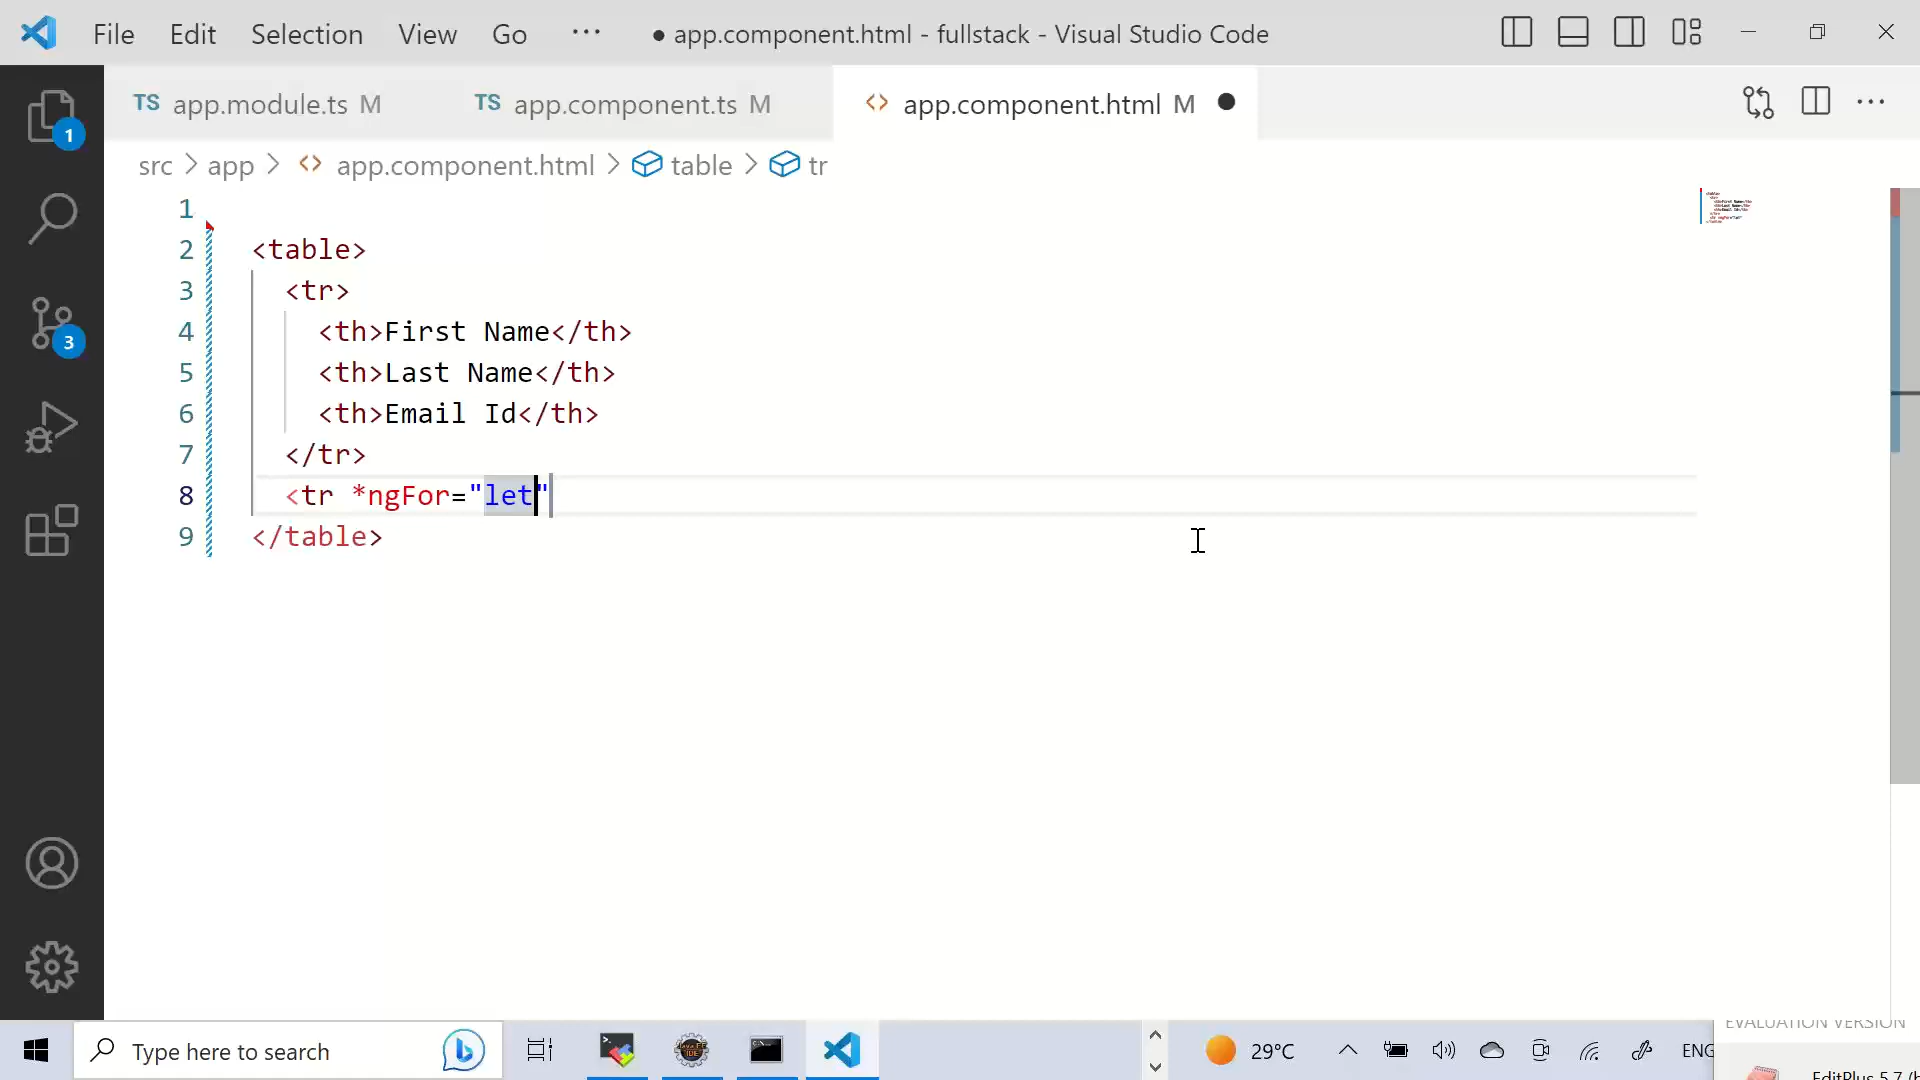 File Edit Selection View Go ··· ● app.component.html - fullstack - Visual Studio Code
TS app.module.ts M TS app.component.ts M <> app.component.html M ●
src > app > <> app.component.html > table > tr
1
2 <table>
3 <tr>
4 <th>First Name</th>
5 <th>Last Name</th>
6 <th>Email Id</th>
7 </tr>
8 <tr *ngFor="let"
9 </table>
1
3
Type here to search
29°C
ENG
EVALUATION VERSION
EditPlus 5.7